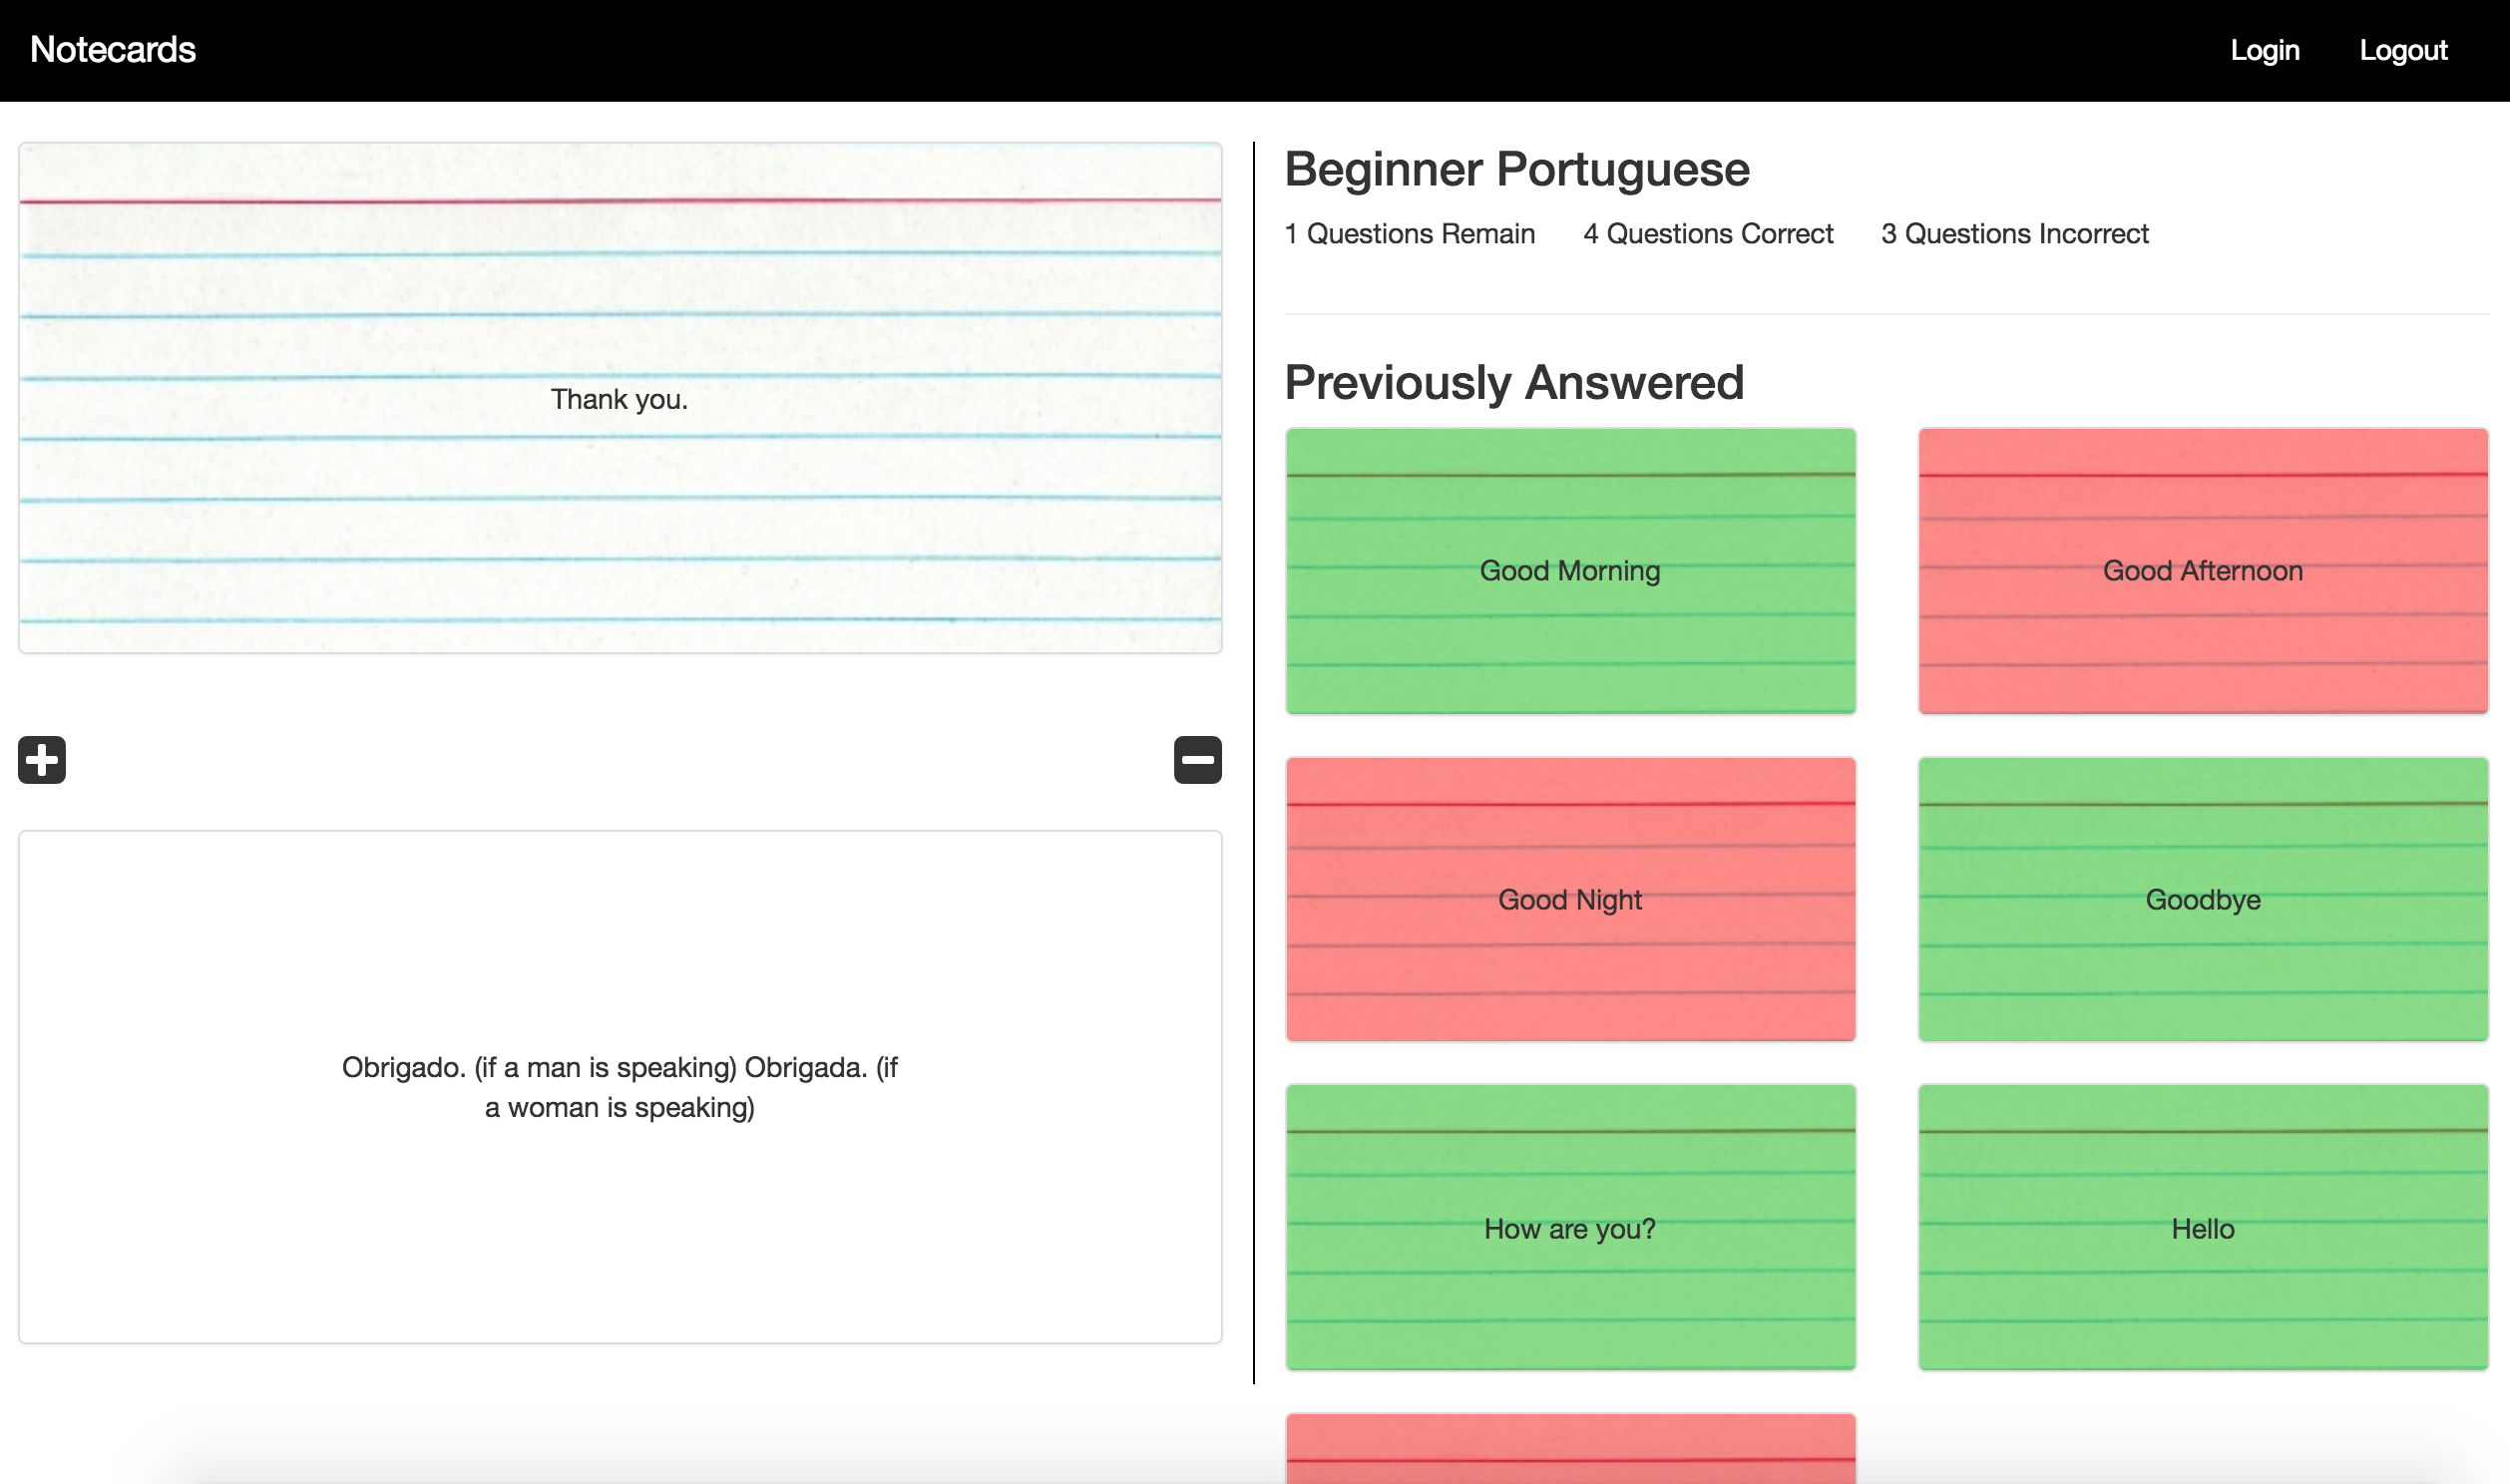 Notecards
Login
Logout
Thank you.
Obrigado. (if a man is speaking) Obrigada. (if
a woman is speaking)
Beginner Portuguese
1 Questions Remain
4 Questions Correct
3 Questions Incorrect
Previously Answered
Good Morning
Good Afternoon
Good Night
Goodbye
How are you?
Hello